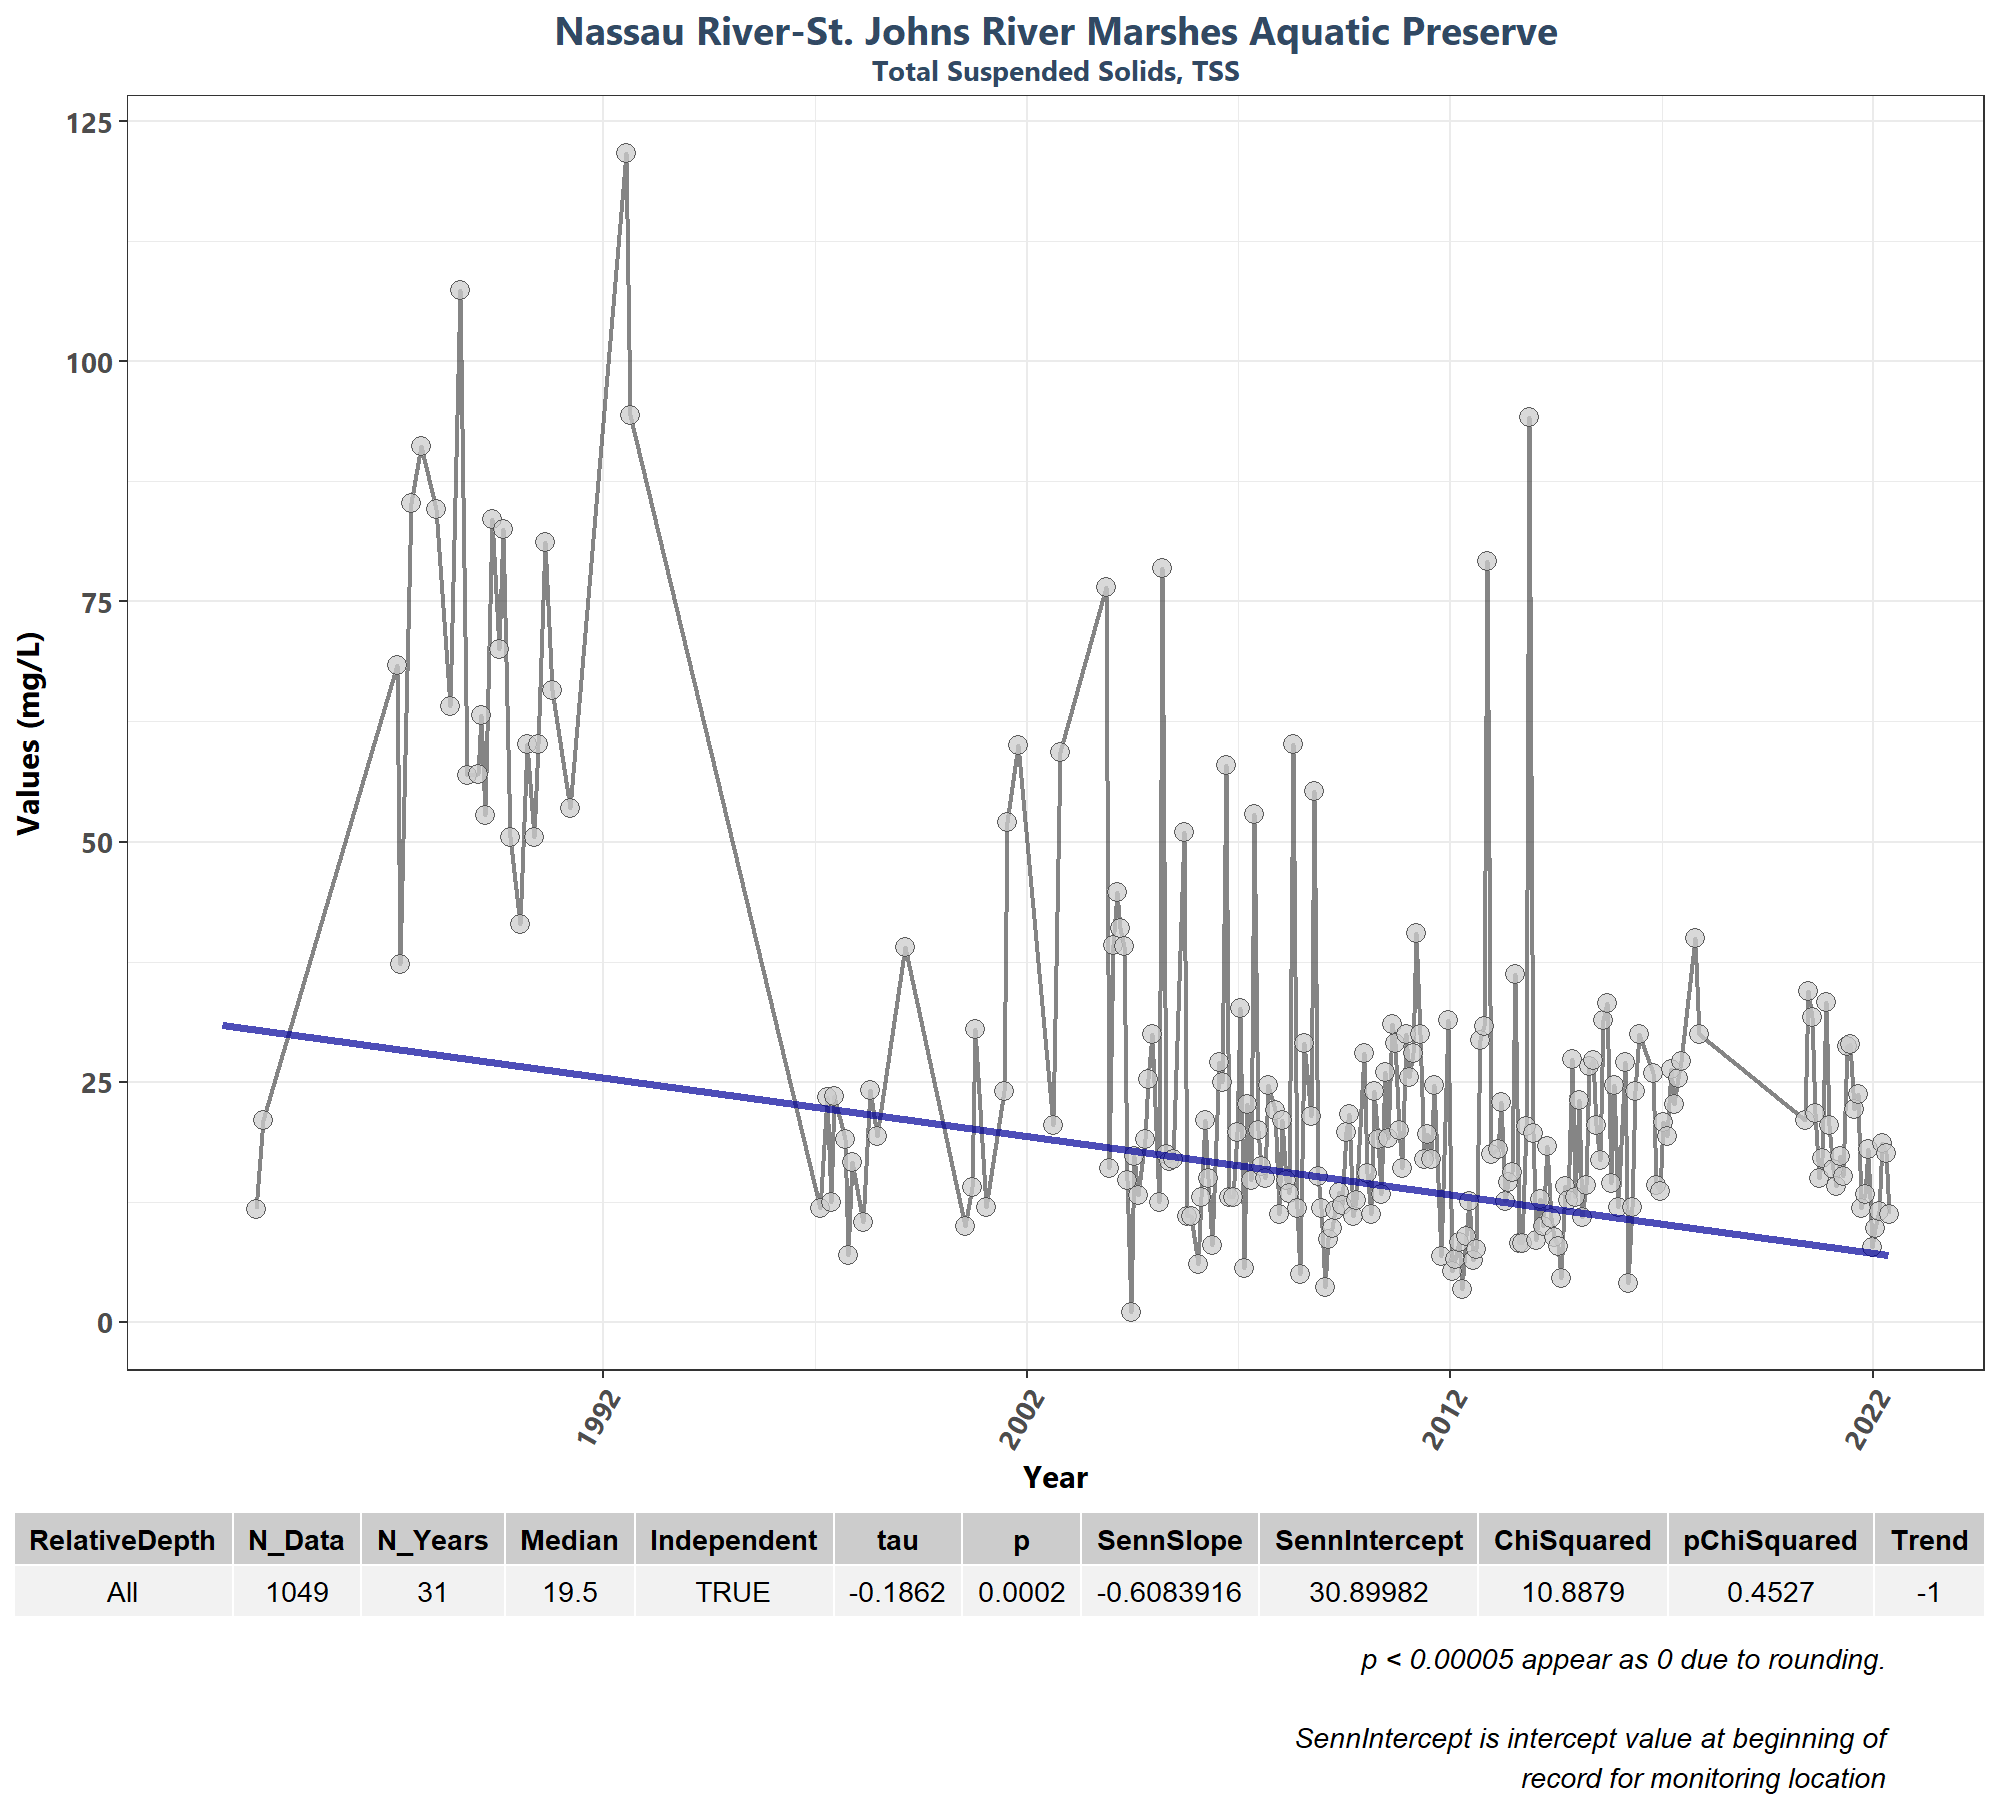 Nassau River-St. Johns River Marshes Aquatic Preserve
Total Suspended Solids, TSS
125
100
75
50
25
0
Values (mg/L)
1992
2002
2012
2022
Year
RelativeDepth N_Data N_Years Median Independent tau p SennSlope SennIntercept ChiSquared pChiSquared Trend
All 1049 31 19.5 TRUE -0.1862 0.0002 -0.6083916 30.89982 10.8879 0.4527 -1
p < 0.00005 appear as 0 due to rounding.
SennIntercept is intercept value at beginning of
record for monitoring location